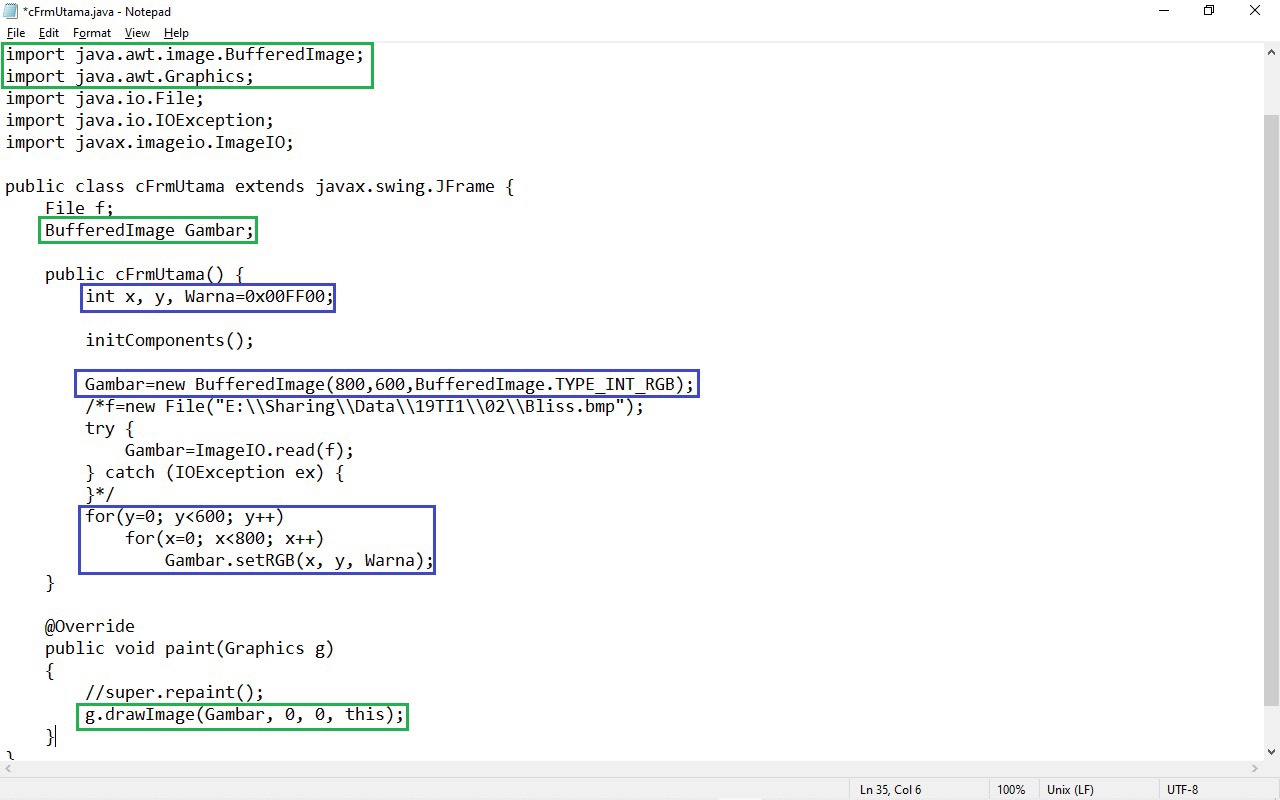 *cFrmUtama.java - Notepad
File Edit Format View Help
import java.awt.image.BufferedImage;
import java.awt.Graphics;
import java.io.File;
import java.io.IOException;
import javax.imageio.ImageIO;

public class cFrmUtama extends javax.swing.JFrame {
    File f;
    BufferedImage Gambar;

    public cFrmUtama() {
        int x, y, Warna=0x00FF00;

        initComponents();

        Gambar=new BufferedImage(800,600,BufferedImage.TYPE_INT_RGB);
        /*f=new File("E:\\Sharing\\Data\\19TI1\\02\\Bliss.bmp");
        try {
            Gambar=ImageIO.read(f);
        } catch (IOException ex) {
        }*/
        for(y=0; y<600; y++)
            for(x=0; x<800; x++)
                Gambar.setRGB(x, y, Warna);
    }

    @Override
    public void paint(Graphics g)
    {
        //super.repaint();
        g.drawImage(Gambar, 0, 0, this);
    }
}
Ln 35, Col 6 100% Unix (LF) UTF-8